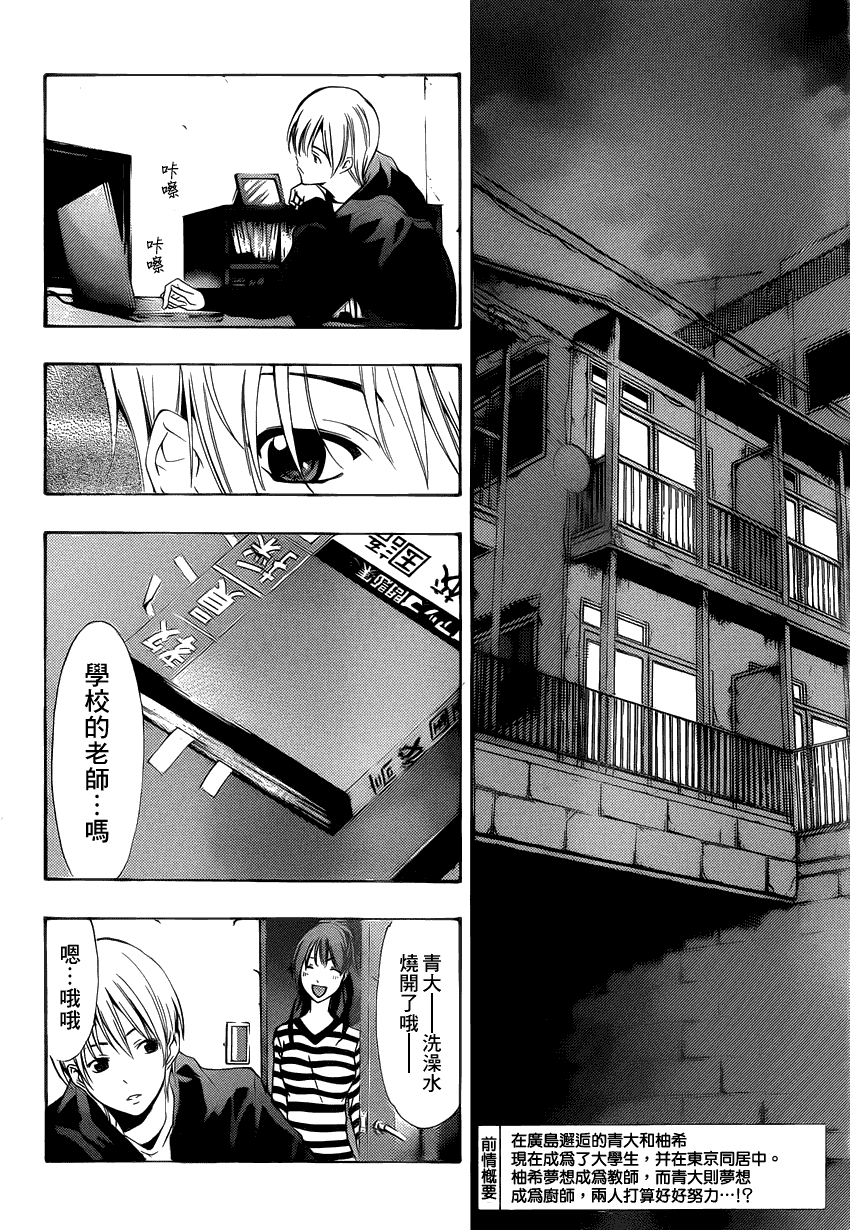 前情概要
在廣島邂逅的青大和柚希
現在成為了大學生，并在東京同居中。
柚希夢想成為教師，而青大則夢想
成為廚師，兩人打算好好努力…!?
咔嚓
咔嚓
學校的老師…嗎
青大──洗澡水
燒開了哦──
嗯…哦哦